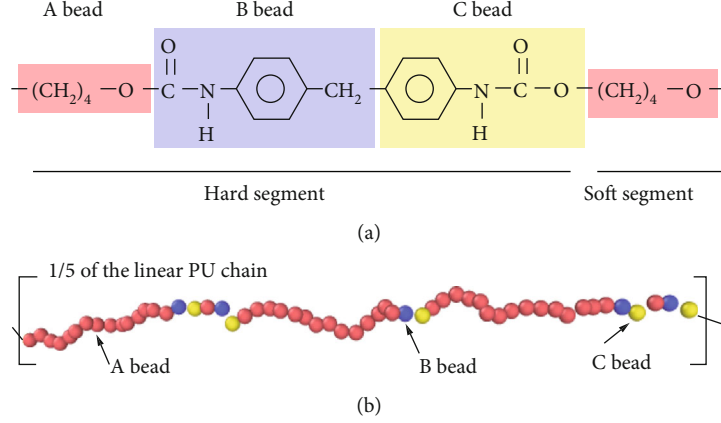 A bead B bead C bead
O O
(CH₂)₄ O C N CH₂ N C O (CH₂)₄ O
H H
Hard segment Soft segment
(a)
1/5 of the linear PU chain
A bead B bead C bead
(b)